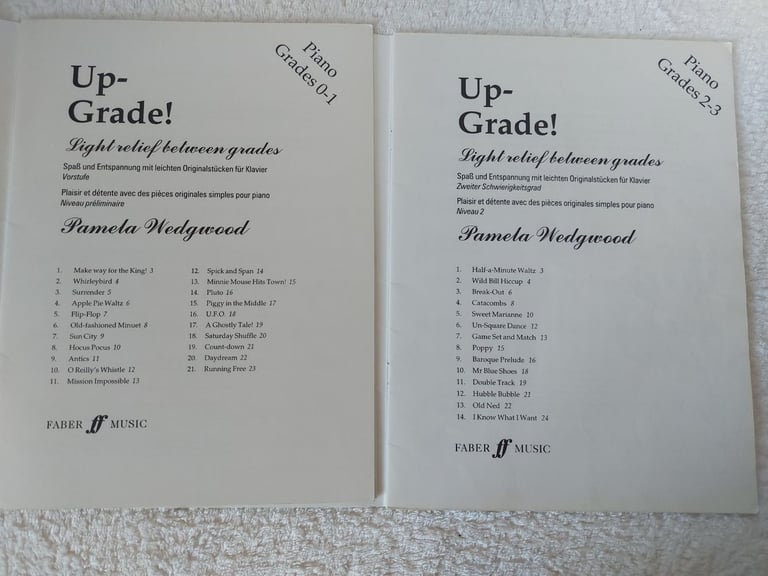 Piano
Grades 0-1
Up-
Grade!
Light relief between grades
Spaß und Entspannung mit leichten Originalstücken für Klavier
Vorstufe
Plaisir et détente avec des pièces originales simples pour piano
Niveau préliminaire
Pamela Wedgwood
1. Make way for the King! 3
2. Whirleybird 4
3. Surrender 5
4. Apple Pie Waltz 6
5. Flip-Flop 7
6. Old-fashioned Minuet 8
7. Sun City 9
8. Hocus Pocus 10
9. Antics 11
10. O Reilly's Whistle 12
11. Mission Impossible 13
12. Spick and Span 14
13. Minnie Mouse Hits Town! 15
14. Pluto 16
15. Piggy in the Middle 17
16. U.F.O. 18
17. A Ghostly Tale! 19
18. Saturday Shuffle 20
19. Count-down 21
20. Daydream 22
21. Running Free 23
FABER ff MUSIC
Piano
Grades 2-3
Up-
Grade!
Light relief between grades
Spaß und Entspannung mit leichten Originalstücken für Klavier
Zweiter Schwierigkeitsgrad
Plaisir et détente avec des pièces originales simples pour piano
Niveau 2
Pamela Wedgwood
1. Half-a-Minute Waltz 3
2. Wild Bill Hiccup 4
3. Break-Out 6
4. Catacombs 8
5. Sweet Marianne 10
6. Un-Square Dance 12
7. Game Set and Match 13
8. Poppy 15
9. Baroque Prelude 16
10. Mr Blue Shoes 18
11. Double Track 19
12. Hubble Bubble 21
13. Old Ned 22
14. I Know What I Want 24
FABER ff MUSIC